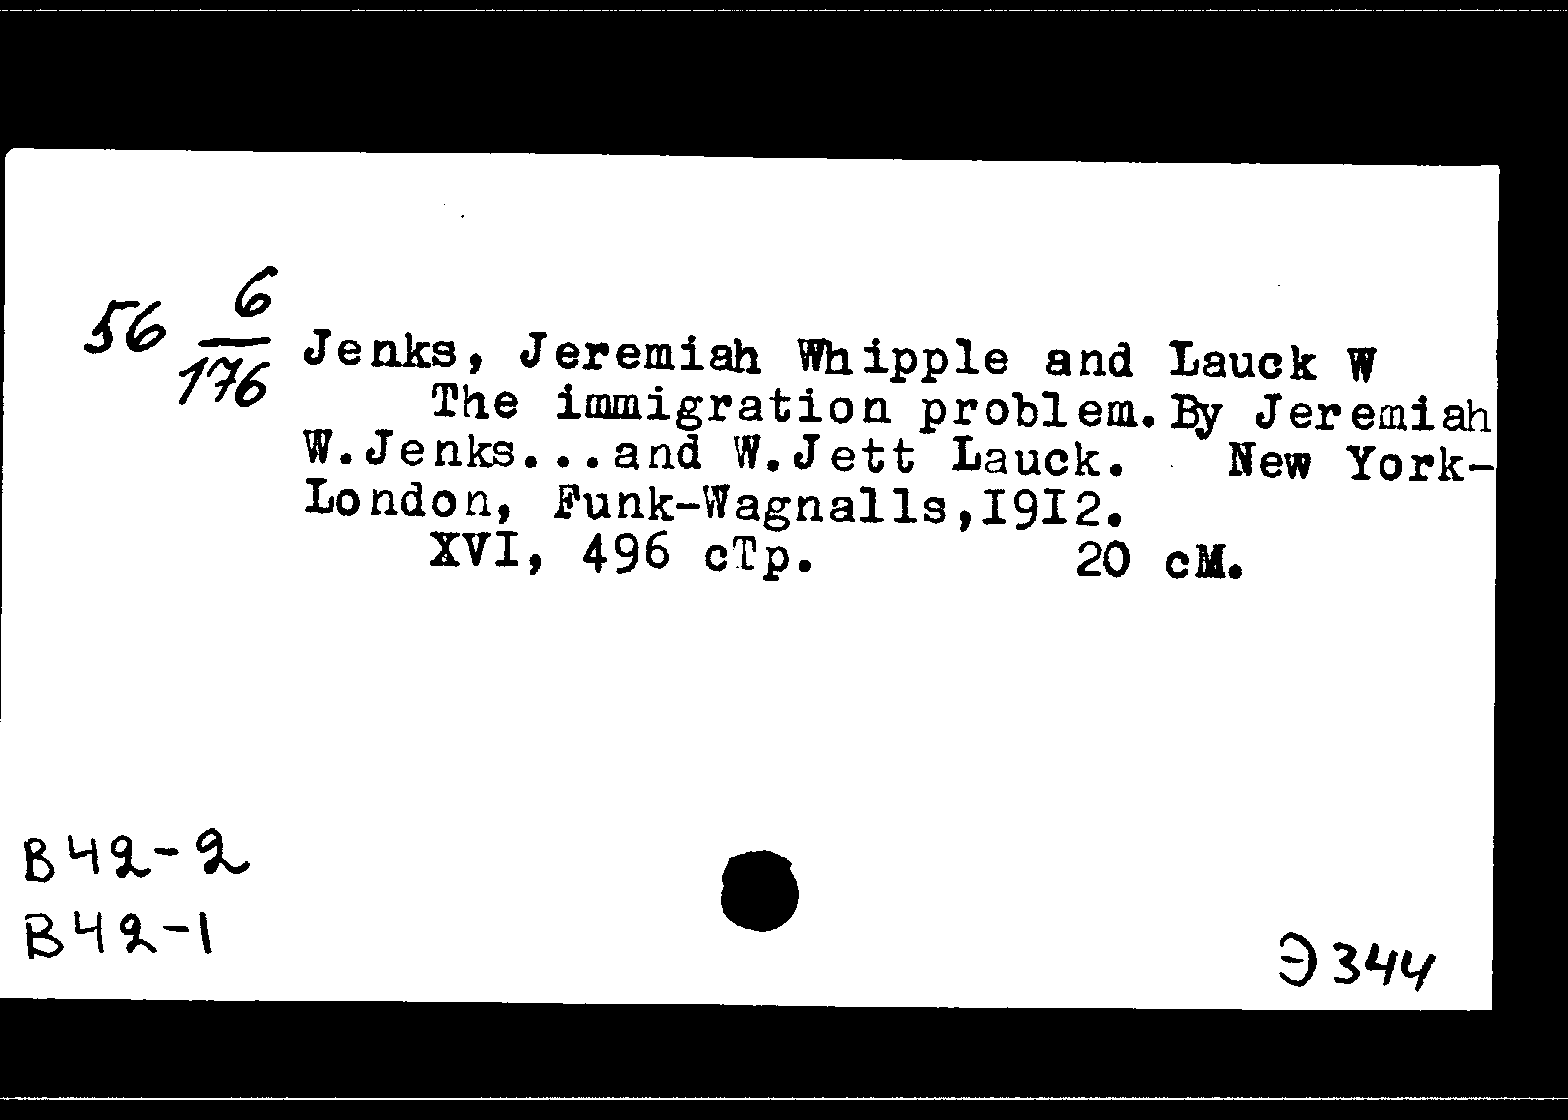 56 6/176
Jenks, Jeremiah Whipple and Lauck W
The immigration problem. By Jeremiah
W.Jenks...and W.Jett Lauck. New York-
London, Funk-Wagnalls,I9I2.
XVI, 496 cTp. 20 cM.
B42-2
B42-1
Э344